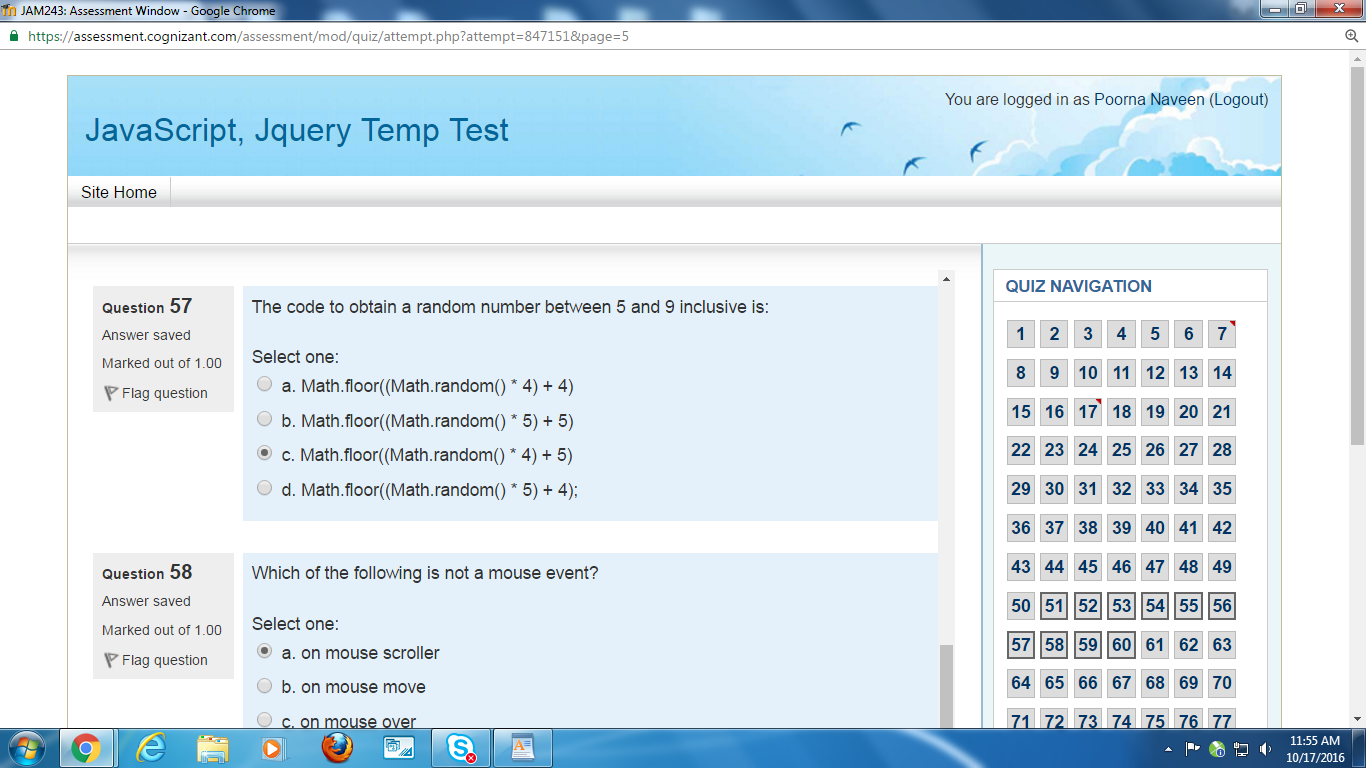 JAM243: Assessment Window - Google Chrome
https://assessment.cognizant.com/assessment/mod/quiz/attempt.php?attempt=847151&page=5
You are logged in as Poorna Naveen (Logout)
JavaScript, Jquery Temp Test
Site Home
Question 57
Answer saved
Marked out of 1.00
Flag question
The code to obtain a random number between 5 and 9 inclusive is:
Select one:
a. Math.floor((Math.random() * 4) + 4)
b. Math.floor((Math.random() * 5) + 5)
c. Math.floor((Math.random() * 4) + 5)
d. Math.floor((Math.random() * 5) + 4);
Question 58
Answer saved
Marked out of 1.00
Flag question
Which of the following is not a mouse event?
Select one:
a. on mouse scroller
b. on mouse move
c. on mouse over
QUIZ NAVIGATION
1 2 3 4 5 6 7
8 9 10 11 12 13 14
15 16 17 18 19 20 21
22 23 24 25 26 27 28
29 30 31 32 33 34 35
36 37 38 39 40 41 42
43 44 45 46 47 48 49
50 51 52 53 54 55 56
57 58 59 60 61 62 63
64 65 66 67 68 69 70
71 72 73 74 75 76 77
11:55 AM
10/17/2016